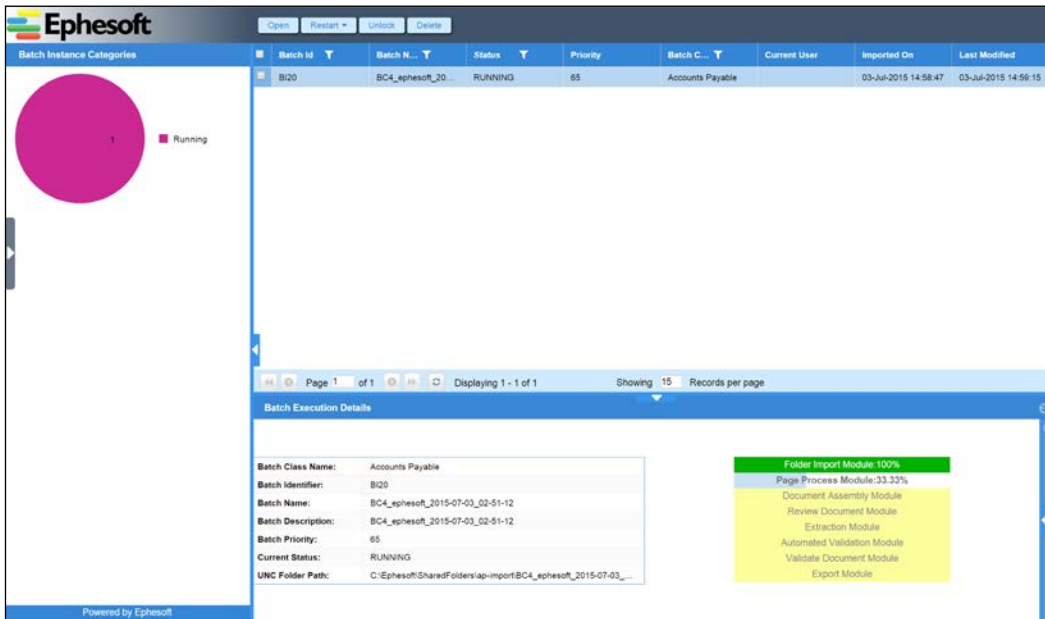 Ephesoft
Open Restart Unlock Delete
Batch Instance Categories
Batch Id Batch N... Status Priority Batch C... Current User Imported On Last Modified
BI20 BC4_ephesoft_20... RUNNING 65 Accounts Payable 03-Jul-2015 14:58:47 03-Jul-2015 14:59:15
1
Running
Page 1 of 1 Displaying 1 - 1 of 1 Showing 15 Records per page
Batch Execution Details
Batch Class Name: Accounts Payable
Batch Identifier: BI20
Batch Name: BC4_ephesoft_2015-07-03_02-51-12
Batch Description: BC4_ephesoft_2015-07-03_02-51-12
Batch Priority: 65
Current Status: RUNNING
UNC Folder Path: C:\Ephesoft\SharedFolders\ap-import\BC4_ephesoft_2015-07-03_...
Folder Import Module:100%
Page Process Module:33.33%
Document Assembly Module
Review Document Module
Extraction Module
Automated Validation Module
Validate Document Module
Export Module
Powered by Ephesoft